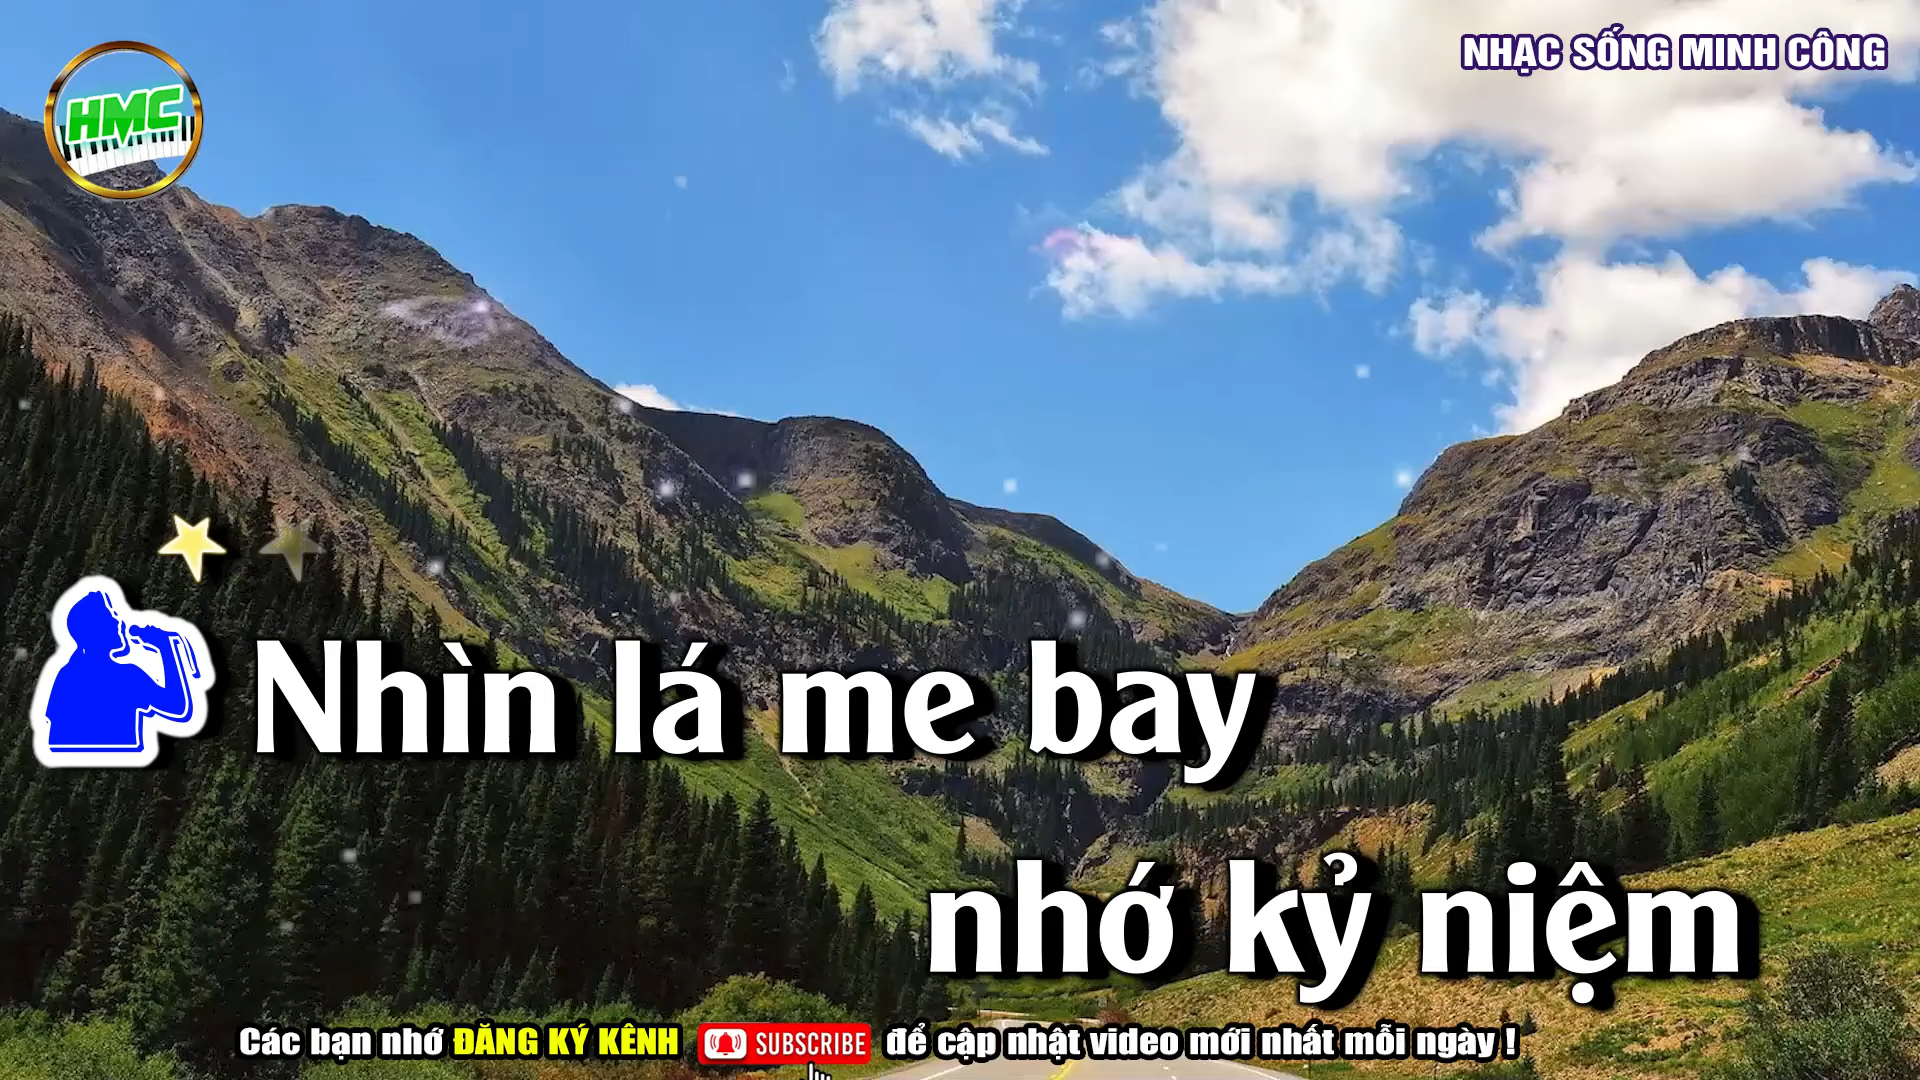 NHẠC SỐNG MINH CÔNG
HMC
Nhìn lá me bay
nhớ kỷ niệm
Các bạn nhớ ĐĂNG KÝ KÊNH SUBSCRIBE để cập nhật video mới nhất mỗi ngày !